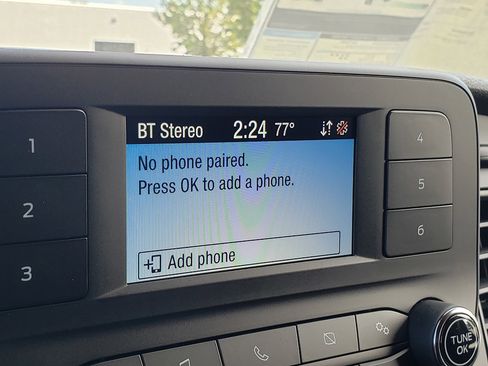 BT Stereo 2:24 77°
No phone paired.
Press OK to add a phone.
Add phone
1
2
3
4
5
6
TUNE
OK